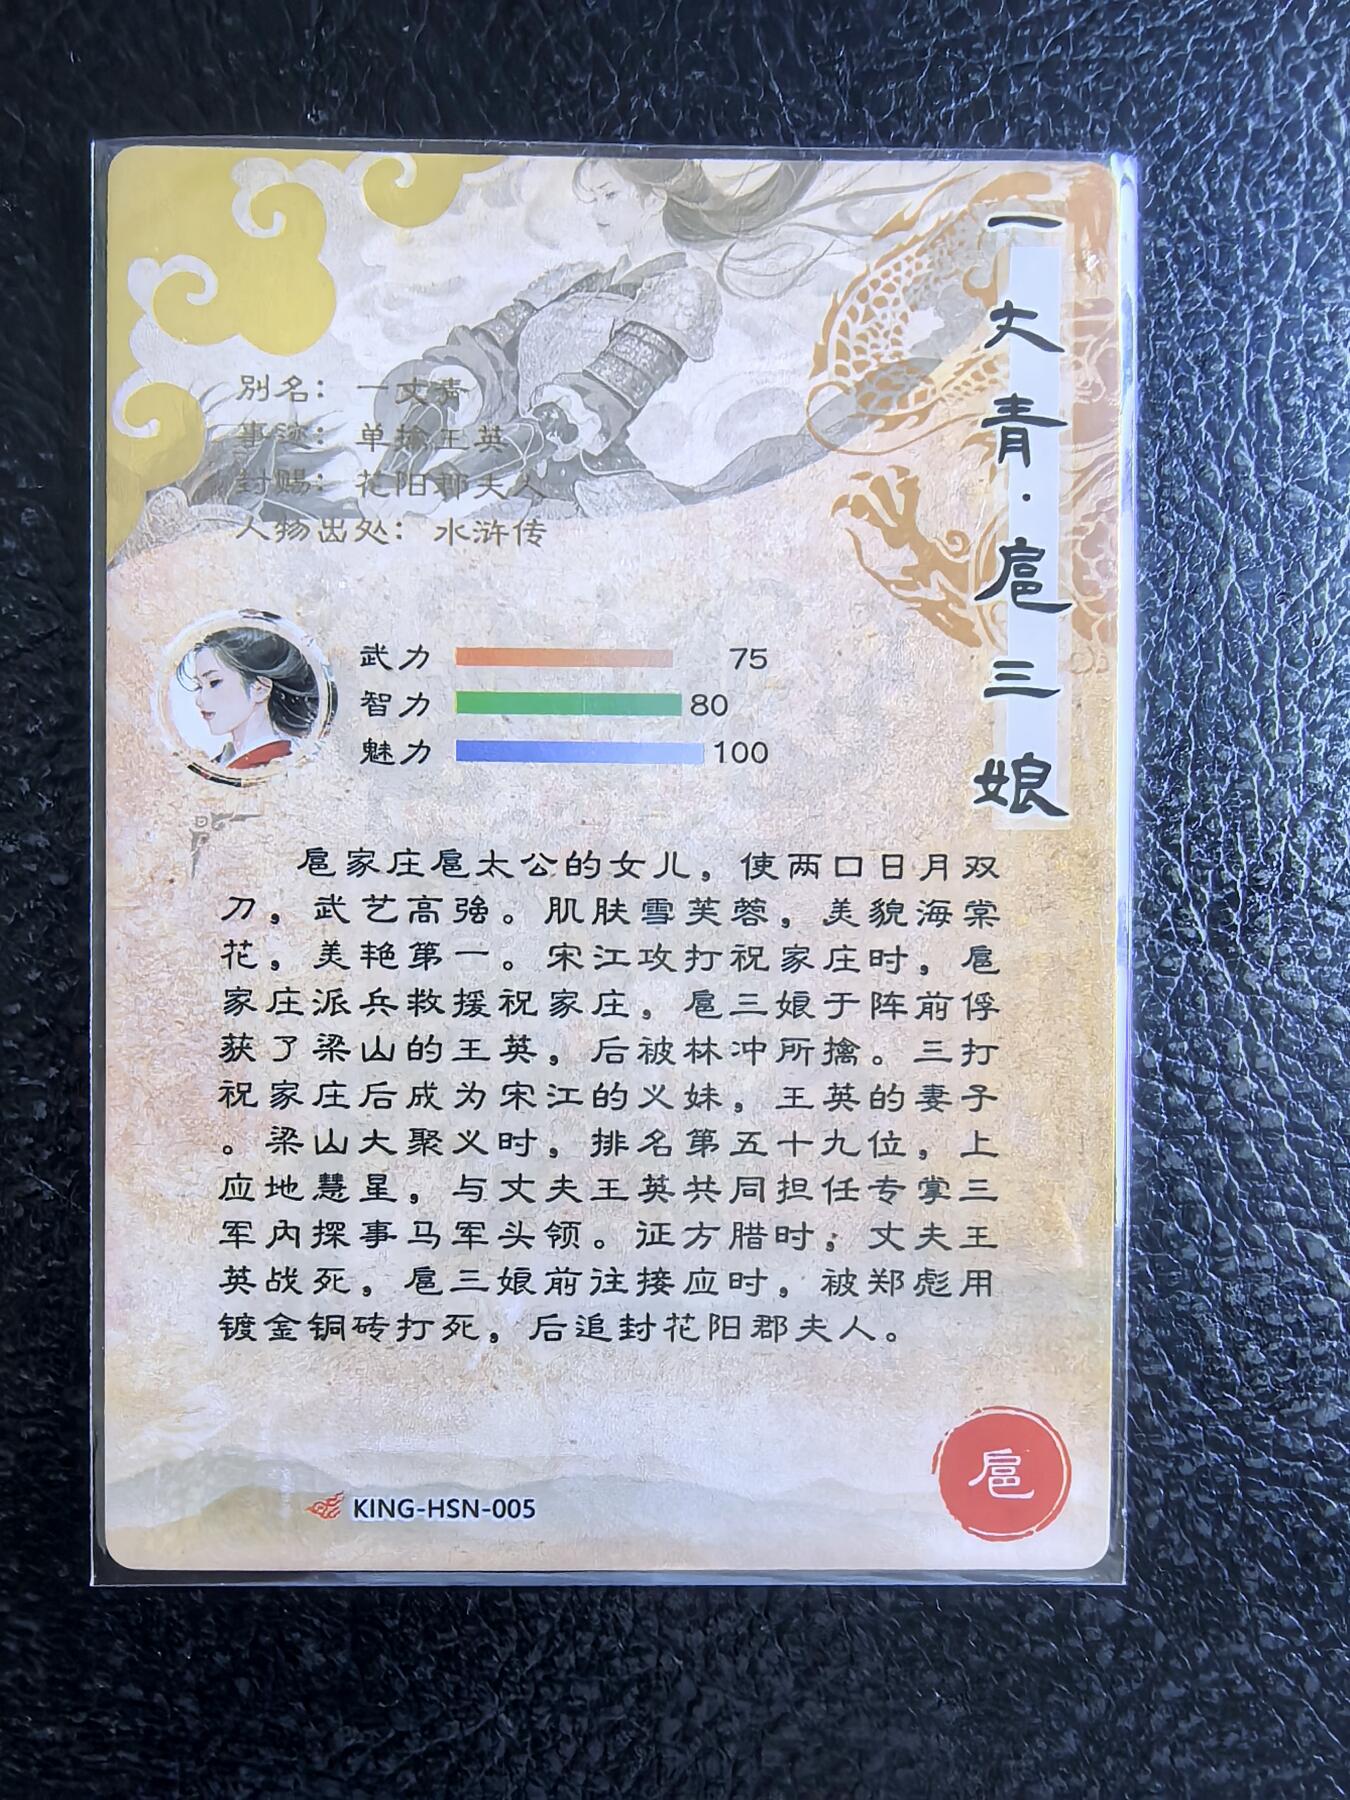 一丈青·扈三娘
别名：一丈青
事迹：单擒王英
封赐：花阳郡夫人
人物出处：水浒传
武力 75
智力 80
魅力 100
扈家庄扈太公的女儿，使两口日月双
刀，武艺高强。肌肤雪芙蓉，美貌海棠
花，美艳第一。宋江攻打祝家庄时，扈
家庄派兵救援祝家庄，扈三娘于阵前俘
获了梁山的王英，后被林冲所擒。三打
祝家庄后成为宋江的义妹，王英的妻子
。梁山大聚义时，排名第五十九位，上
应地慧星，与丈夫王英共同担任专掌三
军内探事马军头领。证方腊时，丈夫王
英战死，扈三娘前往接应时，被郑彪用
镀金铜砖打死，后追封花阳郡夫人。
KING-HSN-005
扈